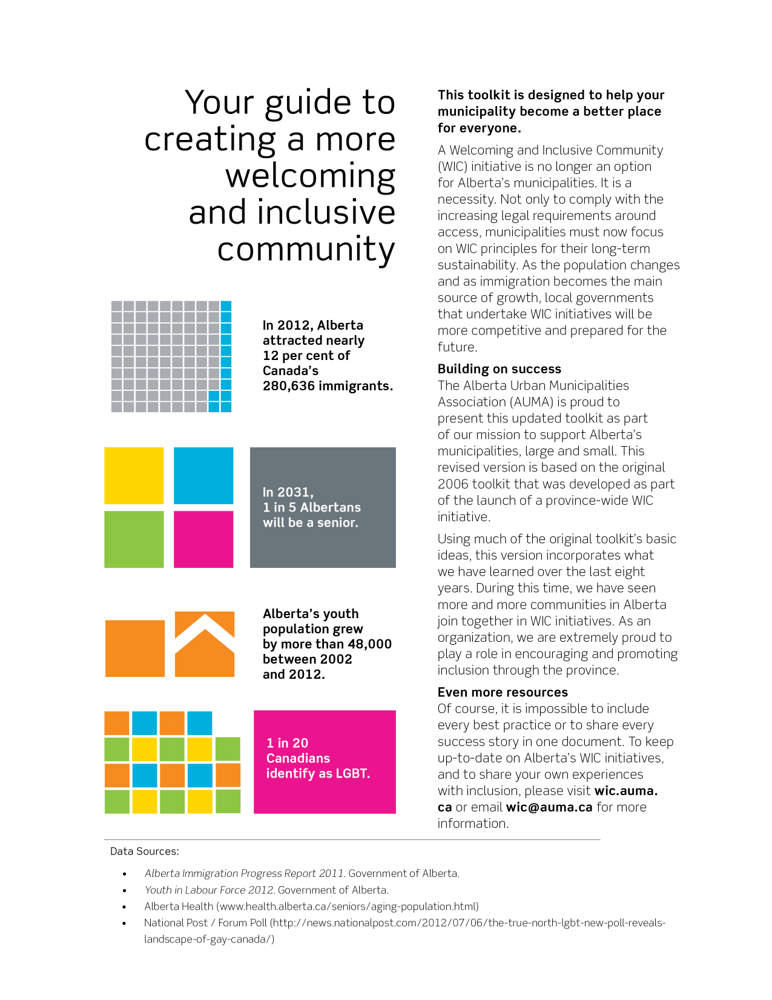 Your guide to
creating a more
welcoming
and inclusive
community
In 2012, Alberta
attracted nearly
12 per cent of
Canada's
280,636 immigrants.
In 2031,
1 in 5 Albertans
will be a senior.
Alberta's youth
population grew
by more than 48,000
between 2002
and 2012.
1 in 20
Canadians
identify as LGBT.
This toolkit is designed to help your
municipality become a better place
for everyone.
A Welcoming and Inclusive Community
(WIC) initiative is no longer an option
for Alberta's municipalities. It is a
necessity. Not only to comply with the
increasing legal requirements around
access, municipalities must now focus
on WIC principles for their long-term
sustainability. As the population changes
and as immigration becomes the main
source of growth, local governments
that undertake WIC initiatives will be
more competitive and prepared for the
future.
Building on success
The Alberta Urban Municipalities
Association (AUMA) is proud to
present this updated toolkit as part
of our mission to support Alberta's
municipalities, large and small. This
revised version is based on the original
2006 toolkit that was developed as part
of the launch of a province-wide WIC
initiative.
Using much of the original toolkit's basic
ideas, this version incorporates what
we have learned over the last eight
years. During this time, we have seen
more and more communities in Alberta
join together in WIC initiatives. As an
organization, we are extremely proud to
play a role in encouraging and promoting
inclusion through the province.
Even more resources
Of course, it is impossible to include
every best practice or to share every
success story in one document. To keep
up-to-date on Alberta's WIC initiatives,
and to share your own experiences
with inclusion, please visit wic.auma.
ca or email wic@auma.ca for more
information.
Data Sources:
• Alberta Immigration Progress Report 2011. Government of Alberta.
• Youth in Labour Force 2012. Government of Alberta.
• Alberta Health (www.health.alberta.ca/seniors/aging-population.html)
• National Post / Forum Poll (http://news.nationalpost.com/2012/07/06/the-true-north-lgbt-new-poll-reveals-
landscape-of-gay-canada/)